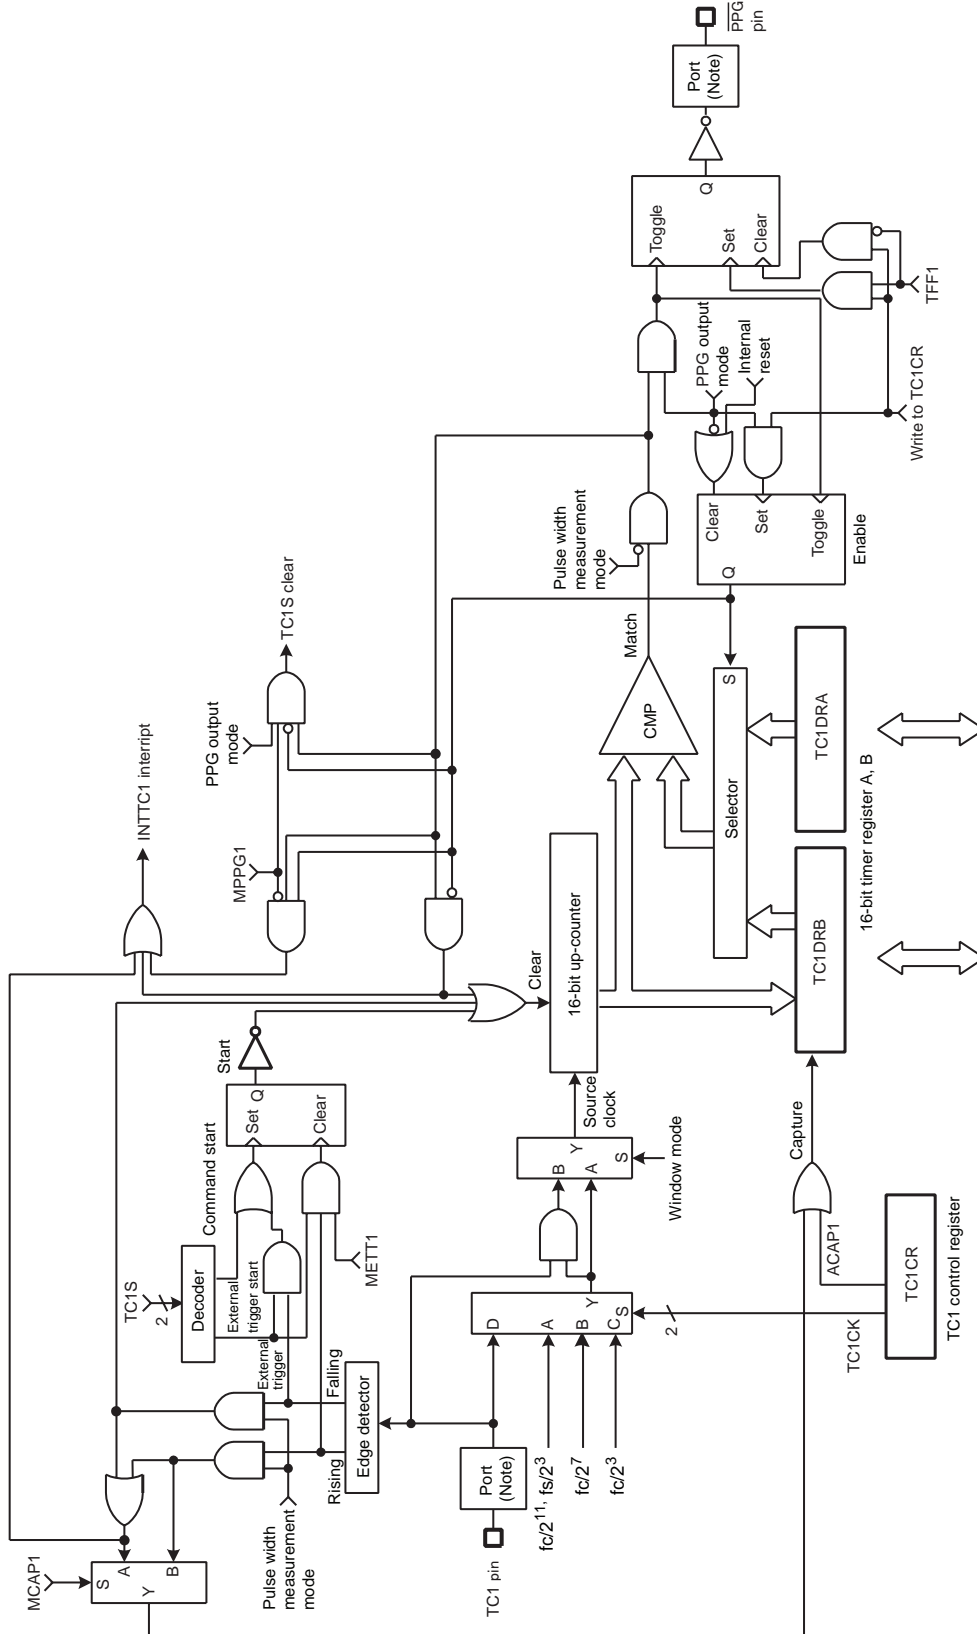 MCAP1
S
A
B
Y
Pulse width
measurement
mode
Rising
Falling
Edge detector
External
trigger
TC1S
2
Decoder
External
trigger start
Command start
METT1
Set
Clear
Q
Start
INTTC1 interript
MPPG1
PPG output
mode
TC1S clear
TC1 pin
Port
(Note)
fc/2¹¹, fs/2³
fc/2⁷
fc/2³
D
A
B
C
S
Y
2
TC1CK
B
A
S
Y
Window mode
Source
clock
Clear
16-bit up-counter
CMP
Match
Pulse width
measurement
mode
TC1CR
TC1 control register
ACAP1
Capture
TC1DRB
TC1DRA
16-bit timer register A, B
Selector
S
Q
Clear
Set
Toggle
Enable
PPG output
mode
Internal
reset
Write to TC1CR
TFF1
Toggle
Set
Clear
Q
Port
(Note)
PPG
pin